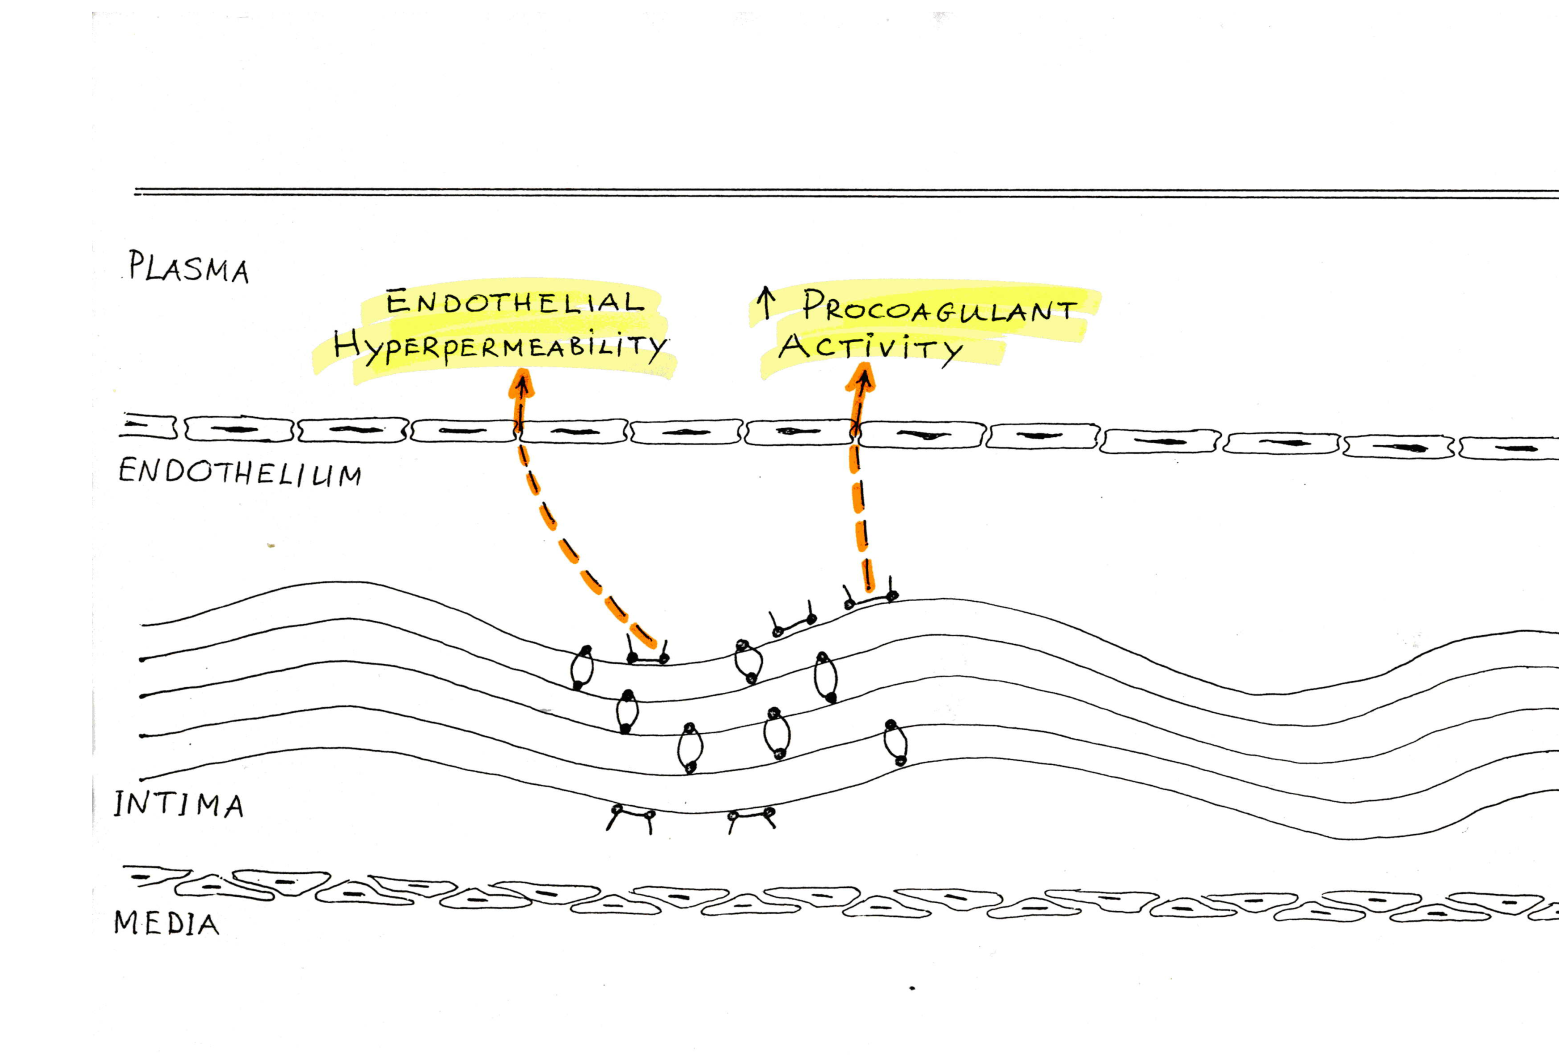 PLASMA
ENDOTHELIAL
HYPERPERMEABILITY
↑ PROCOAGULANT
ACTIVITY
ENDOTHELIUM
INTIMA
MEDIA